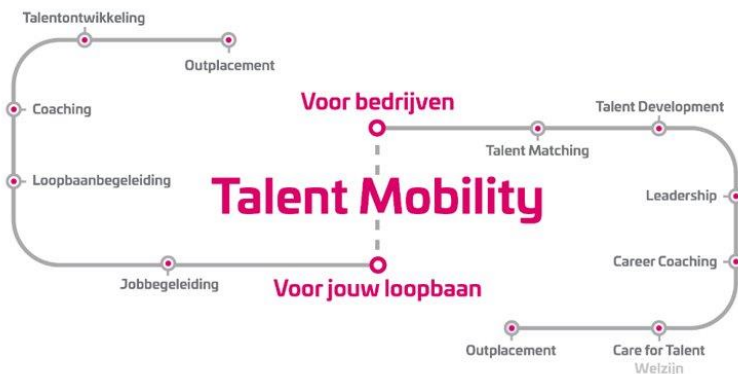 Talentontwikkeling
Outplacement
Coaching
Loopbaanbegeleiding
Jobbegeleiding
Voor bedrijven
Talent Mobility
Voor jouw loopbaan
Talent Matching
Talent Development
Leadership
Career Coaching
Care for Talent
Welzijn
Outplacement